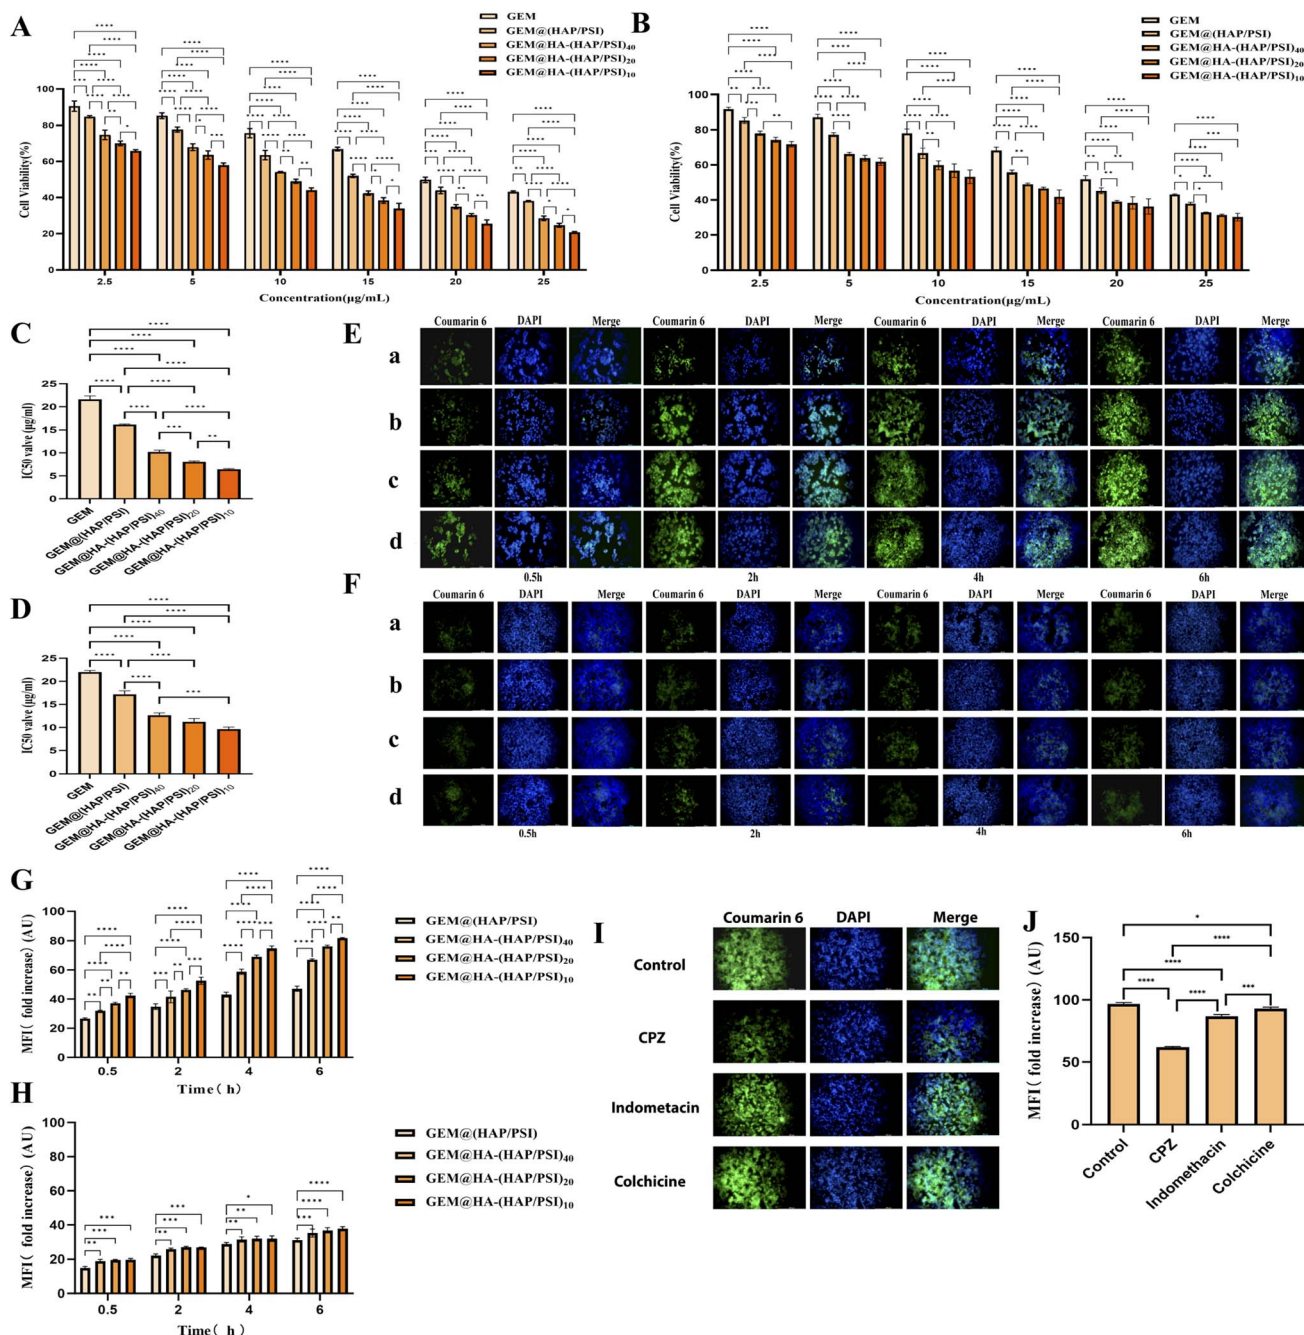 A
GEM
GEM@(HAP/PSI)
GEM@HA-(HAP/PSI)40
GEM@HA-(HAP/PSI)20
GEM@HA-(HAP/PSI)10
Cell Viability(%)
100
80
60
40
20
0
2.5 5 10 15 20 25
Concentration(μg/mL)
B
GEM
GEM@(HAP/PSI)
GEM@HA-(HAP/PSI)40
GEM@HA-(HAP/PSI)20
GEM@HA-(HAP/PSI)10
Cell Viability(%)
100
80
60
40
20
0
2.5 5 10 15 20 25
Concentration(μg/mL)
C
IC50 valve (μg/ml)
25
20
15
10
5
0
GEM
GEM@(HAP/PSI)
GEM@HA-(HAP/PSI)40
GEM@HA-(HAP/PSI)20
GEM@HA-(HAP/PSI)10
D
IC50 valve (μg/ml)
25
20
15
10
5
0
GEM
GEM@(HAP/PSI)
GEM@HA-(HAP/PSI)40
GEM@HA-(HAP/PSI)20
GEM@HA-(HAP/PSI)10
E
Coumarin 6 DAPI Merge Coumarin 6 DAPI Merge Coumarin 6 DAPI Merge Coumarin 6 DAPI Merge
a
b
c
d
0.5h 2h 4h 6h
F
Coumarin 6 DAPI Merge Coumarin 6 DAPI Merge Coumarin 6 DAPI Merge Coumarin 6 DAPI Merge
a
b
c
d
0.5h 2h 4h 6h
G
MFI( fold increase) (AU)
100
80
60
40
20
0
0.5 2 4 6
Time( h)
GEM@(HAP/PSI)
GEM@HA-(HAP/PSI)40
GEM@HA-(HAP/PSI)20
GEM@HA-(HAP/PSI)10
H
MFI( fold increase) (AU)
100
80
60
40
20
0
0.5 2 4 6
Time( h)
GEM@(HAP/PSI)
GEM@HA-(HAP/PSI)40
GEM@HA-(HAP/PSI)20
GEM@HA-(HAP/PSI)10
I
Coumarin 6 DAPI Merge
Control
CPZ
Indometacin
Colchicine
J
MFI( fold increase) (AU)
150
100
50
0
Control
CPZ
Indomethacin
Colchicine